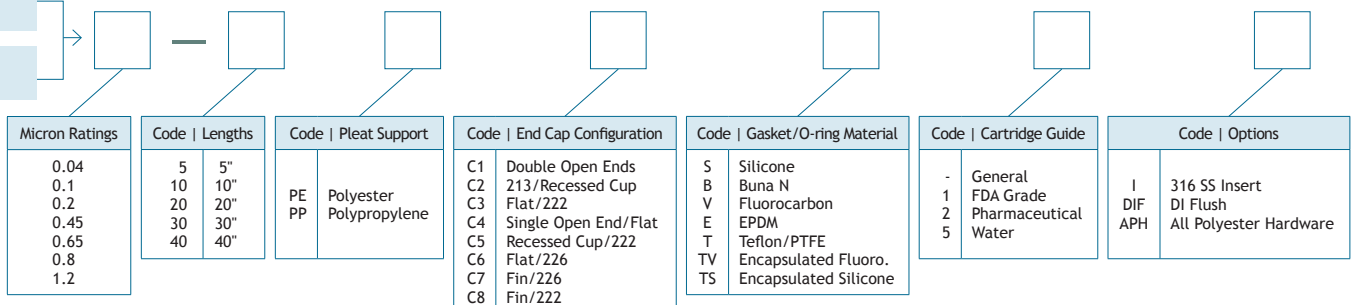 —
Micron Ratings
0.04
0.1
0.2
0.45
0.65
0.8
1.2
Code | Lengths
5 5"
10 10"
20 20"
30 30"
40 40"
Code | Pleat Support
PE Polyester
PP Polypropylene
Code | End Cap Configuration
C1 Double Open Ends
C2 213/Recessed Cup
C3 Flat/222
C4 Single Open End/Flat
C5 Recessed Cup/222
C6 Flat/226
C7 Fin/226
C8 Fin/222
Code | Gasket/O-ring Material
S Silicone
B Buna N
V Fluorocarbon
E EPDM
T Teflon/PTFE
TV Encapsulated Fluoro.
TS Encapsulated Silicone
Code | Cartridge Guide
- General
1 FDA Grade
2 Pharmaceutical
5 Water
Code | Options
I 316 SS Insert
DIF DI Flush
APH All Polyester Hardware